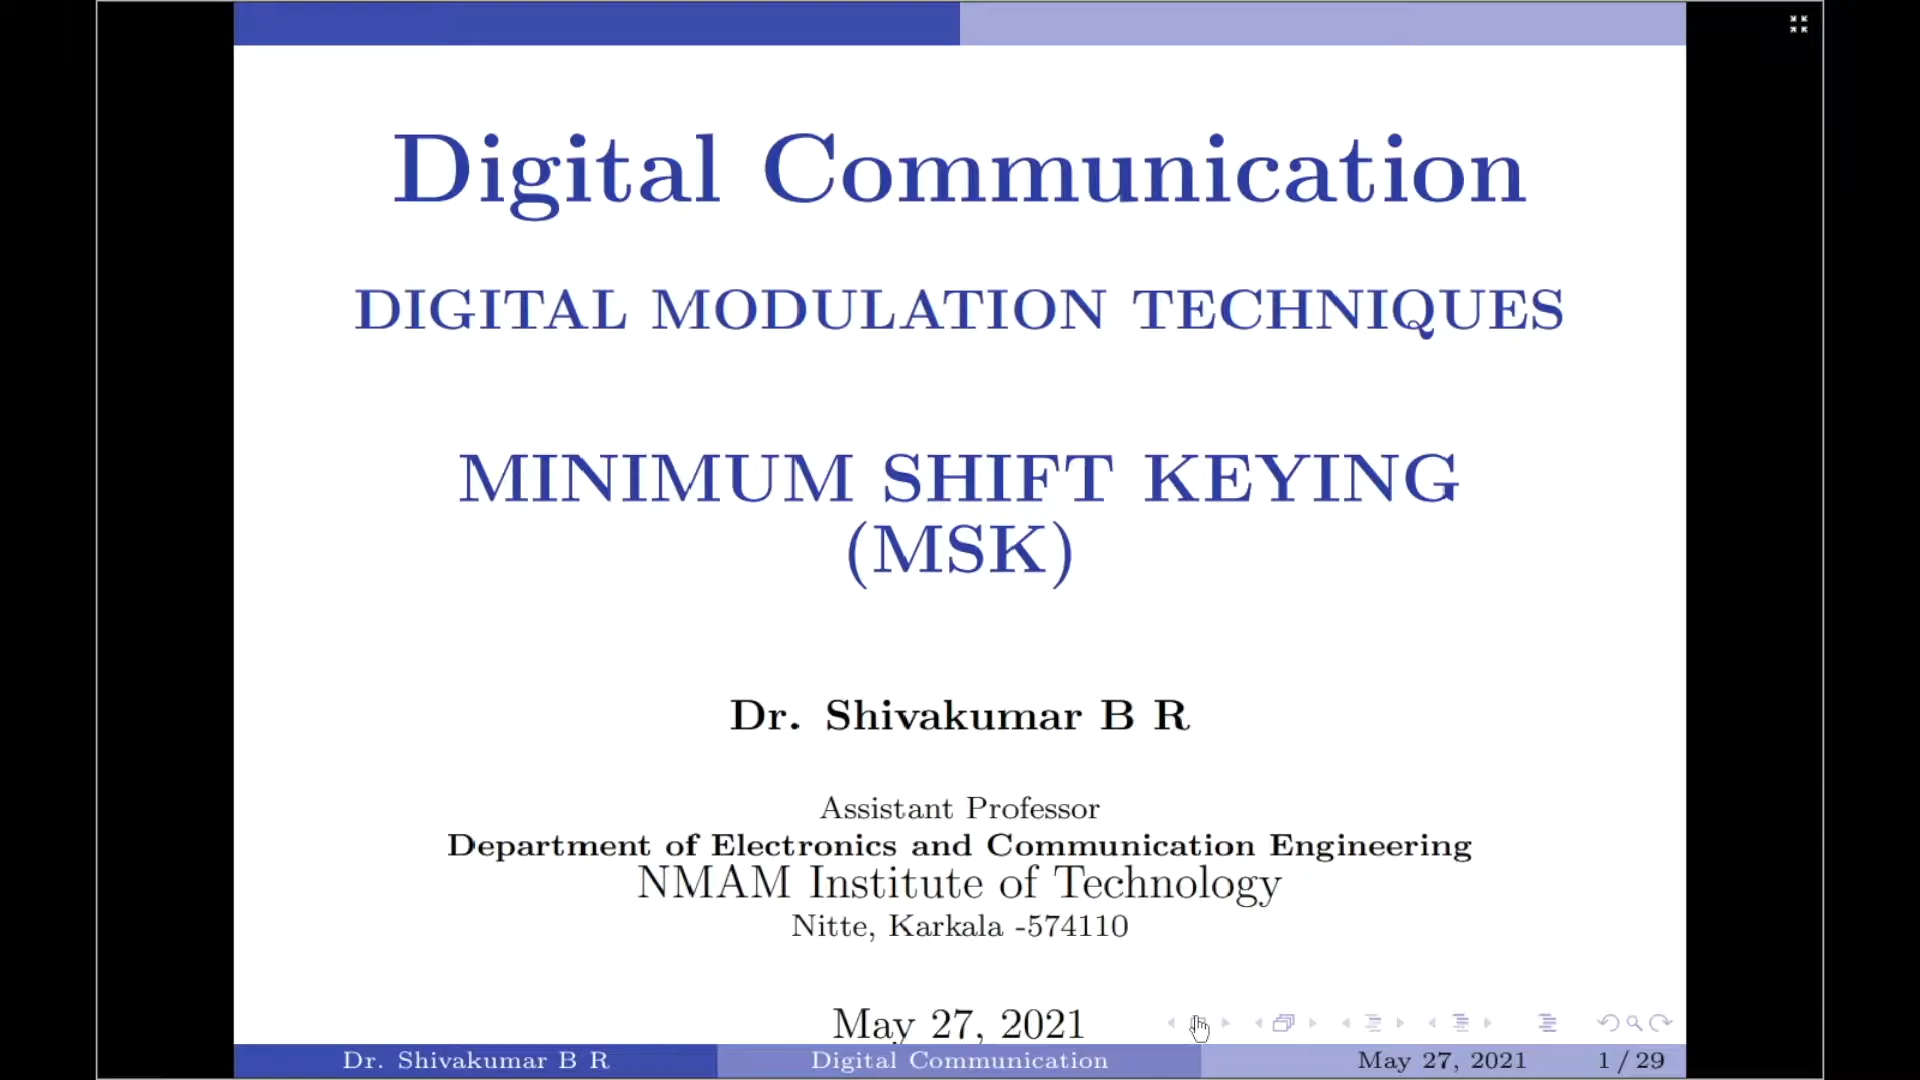 Digital Communication
DIGITAL MODULATION TECHNIQUES
MINIMUM SHIFT KEYING
(MSK)
Dr. Shivakumar B R
Assistant Professor
Department of Electronics and Communication Engineering
NMAM Institute of Technology
Nitte, Karkala -574110
May 27, 2021
Dr. Shivakumar B R Digital Communication May 27, 2021 1 / 29